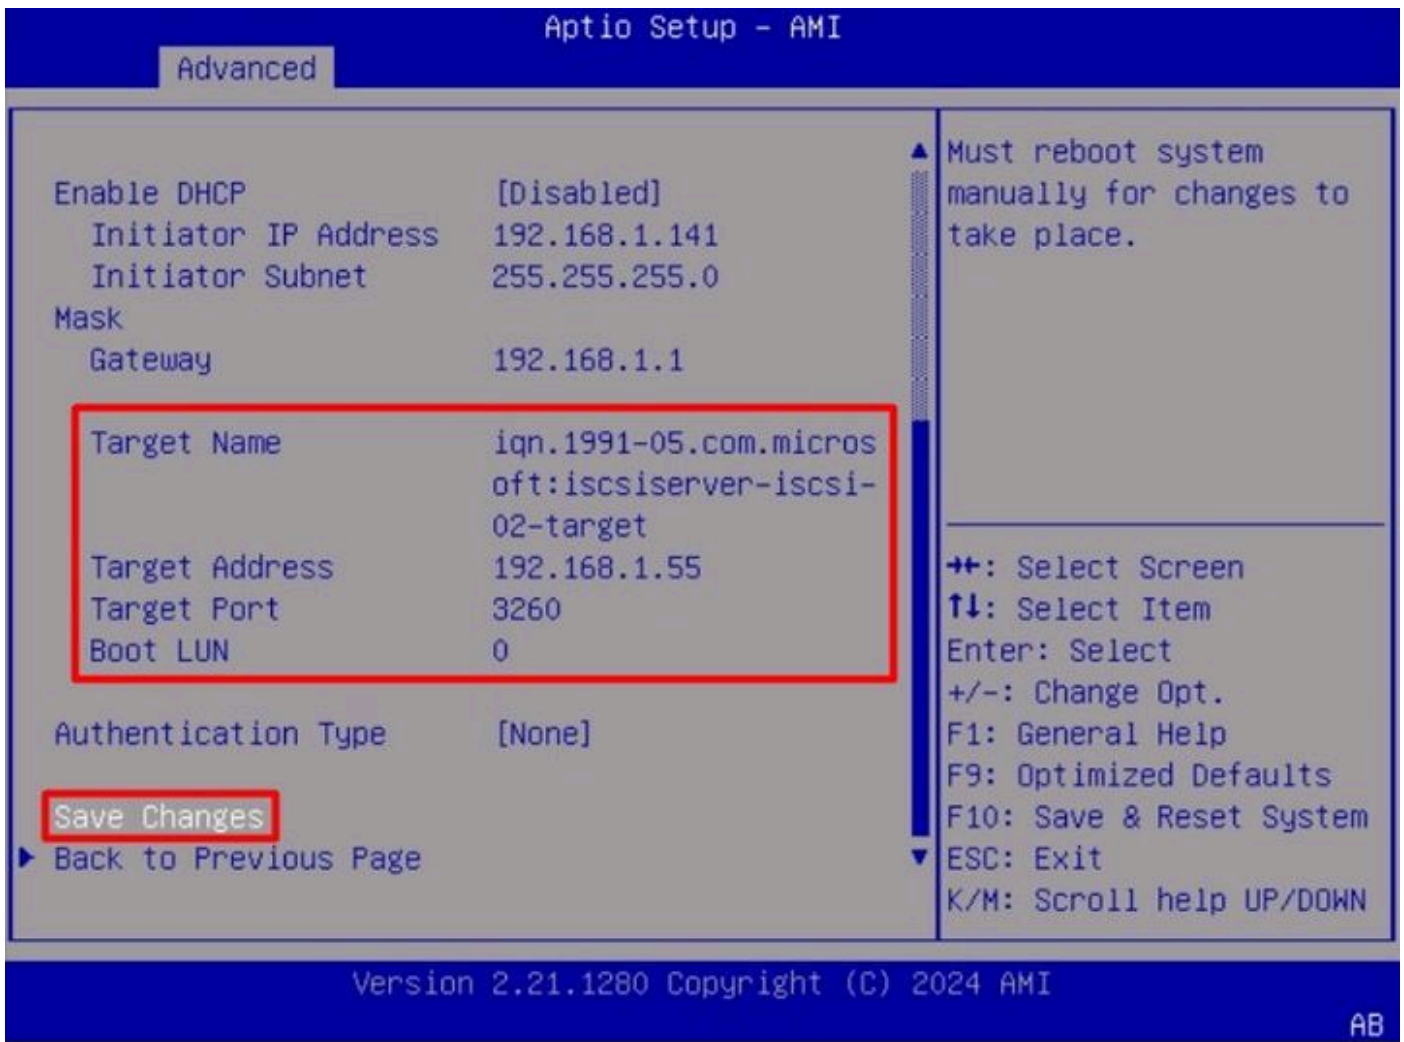 Aptio Setup – AMI
Advanced
Enable DHCP [Disabled]
Initiator IP Address 192.168.1.141
Initiator Subnet 255.255.255.0
Mask
Gateway 192.168.1.1
Target Name iqn.1991-05.com.micros
oft:iscsiserver-iscsi-
02-target
Target Address 192.168.1.55
Target Port 3260
Boot LUN 0
Authentication Type [None]
Save Changes
Back to Previous Page
Must reboot system
manually for changes to
take place.
→←: Select Screen
↑↓: Select Item
Enter: Select
+/-: Change Opt.
F1: General Help
F9: Optimized Defaults
F10: Save & Reset System
ESC: Exit
K/M: Scroll help UP/DOWN
Version 2.21.1280 Copyright (C) 2024 AMI
AB